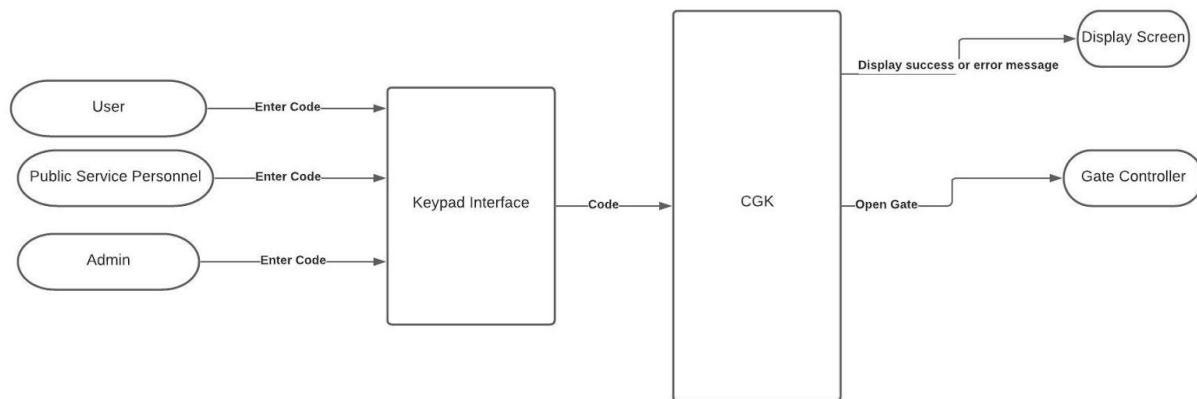 Display Screen
Display success or error message
User
Enter Code
Public Service Personnel
Enter Code
Keypad Interface
Code
CGK
Open Gate
Gate Controller
Admin
Enter Code